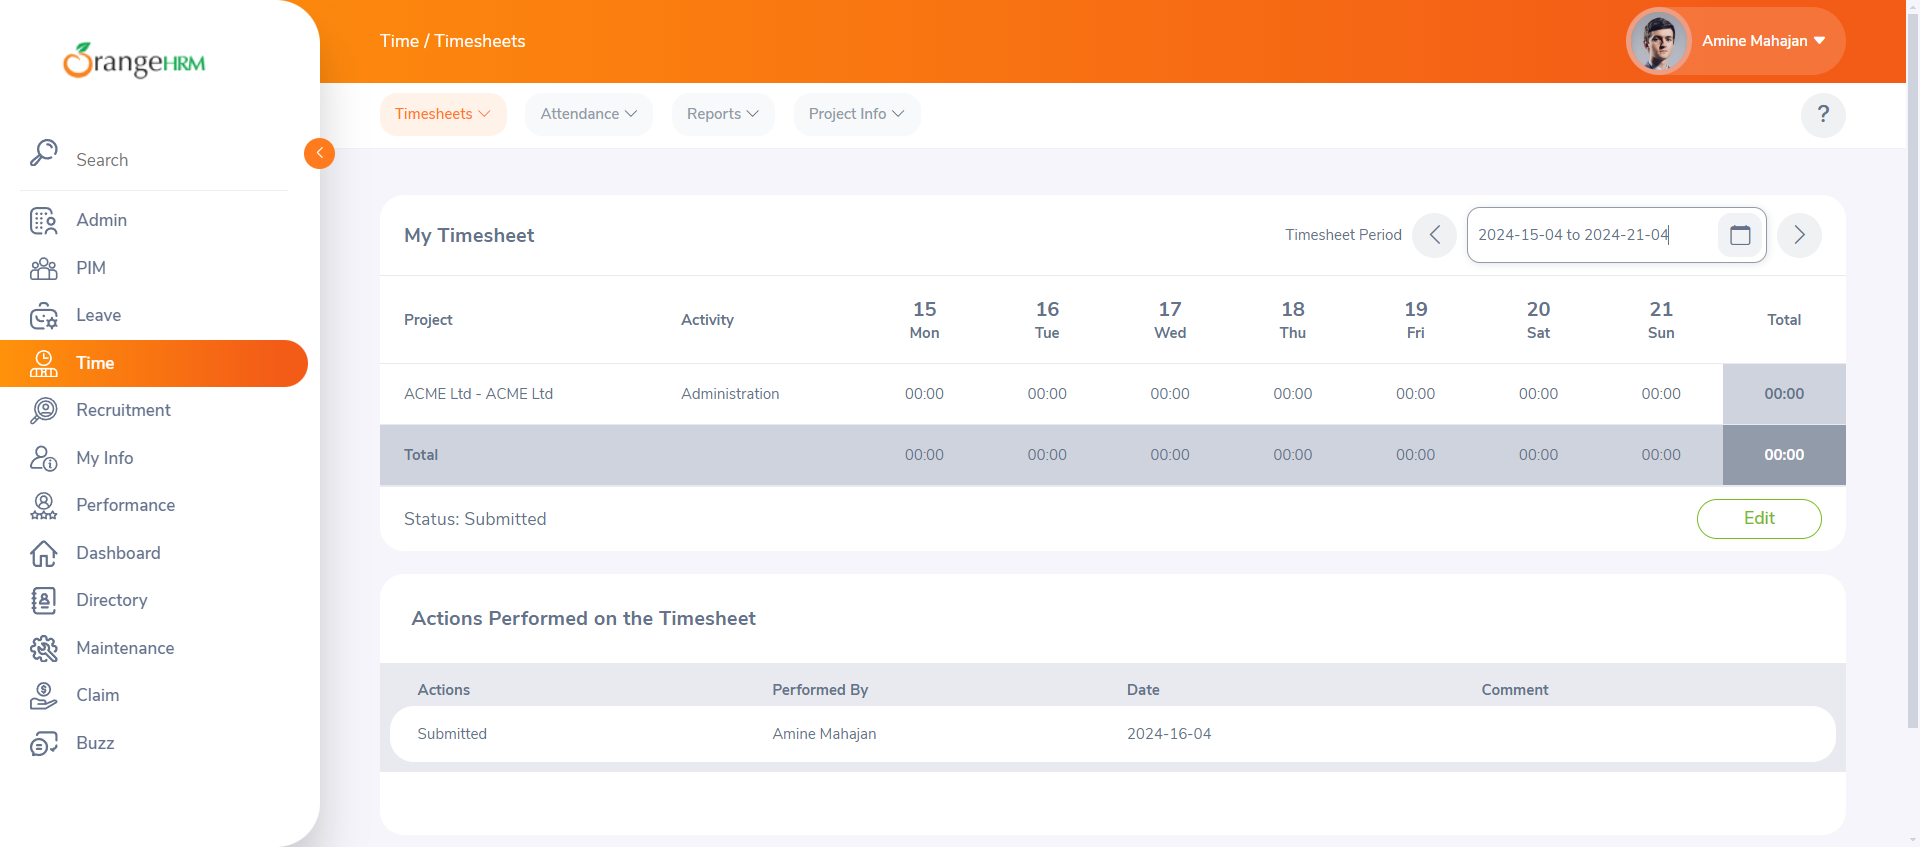 OrangeHRM
Time / Timesheets
Amine Mahajan
Timesheets
Attendance
Reports
Project Info
?
Search
Admin
PIM
Leave
Time
Recruitment
My Info
Performance
Dashboard
Directory
Maintenance
Claim
Buzz
My Timesheet
Timesheet Period
2024-15-04 to 2024-21-04
Project Activity 15 Mon 16 Tue 17 Wed 18 Thu 19 Fri 20 Sat 21 Sun Total
ACME Ltd - ACME Ltd Administration 00:00 00:00 00:00 00:00 00:00 00:00 00:00 00:00
Total 00:00 00:00 00:00 00:00 00:00 00:00 00:00 00:00
Status: Submitted
Edit
Actions Performed on the Timesheet
Actions Performed By Date Comment
Submitted Amine Mahajan 2024-16-04